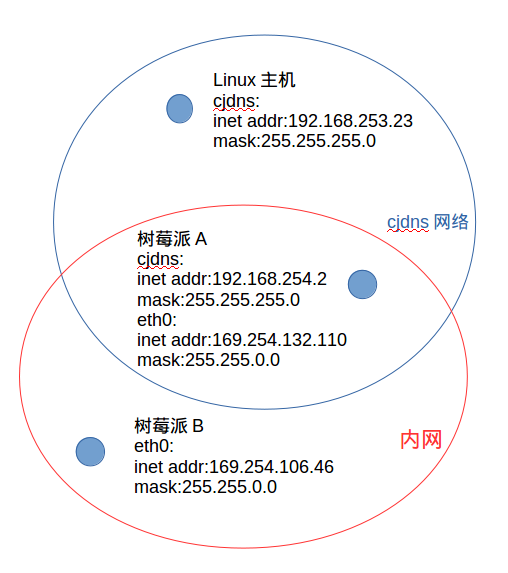 Linux 主机
cjdns:
inet addr:192.168.253.23
mask:255.255.255.0
cjdns 网络
树莓派 A
cjdns:
inet addr:192.168.254.2
mask:255.255.255.0
eth0:
inet addr:169.254.132.110
mask:255.255.0.0
树莓派 B
eth0:
inet addr:169.254.106.46
mask:255.255.0.0
内网